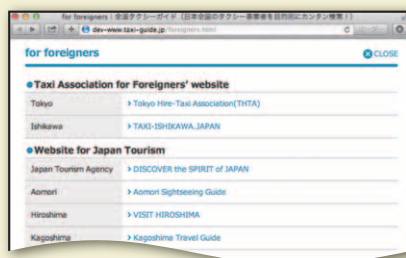 for foreigners | 全国タクシーガイド (日本全国のタクシー事業者を目的別にカンタン検索!)
dev-www.taxi-guide.jp/foreigners.html
for foreigners
CLOSE
Taxi Association for Foreigners' website
Tokyo > Tokyo Hire-Taxi Association(THTA)
Ishikawa > TAXI-ISHIKAWA.JAPAN
Website for Japan Tourism
Japan Tourism Agency > DISCOVER the SPIRIT of JAPAN
Aomori > Aomori Sightseeing Guide
Hiroshima > VISIT HIROSHIMA
Kagoshima > Kagoshima Travel Guide